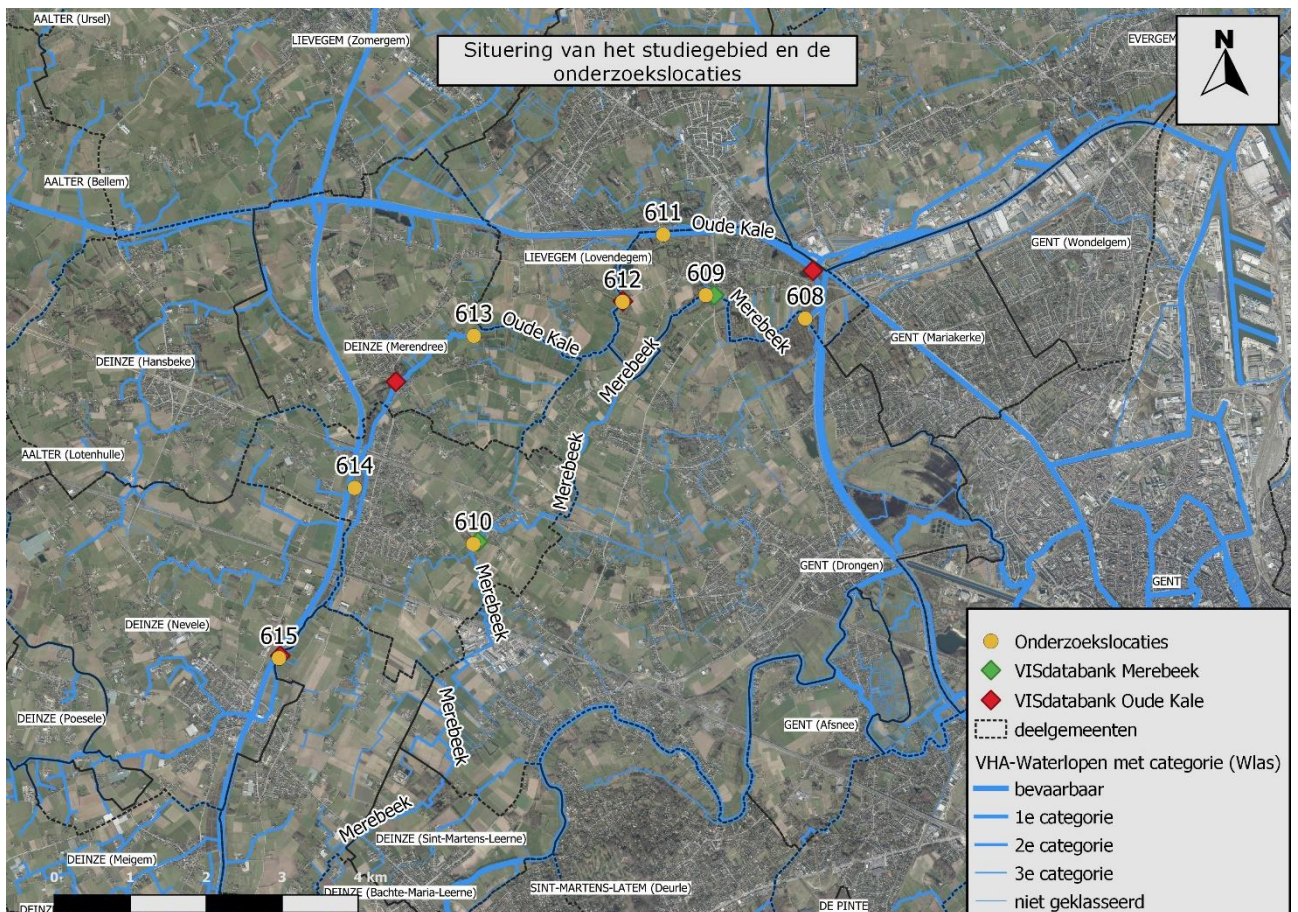 AALTER (Ursel)
LIEVEGEM (Zomergem)
Situering van het studiegebied en de
onderzoekslocaties
EVERGEM
N
AALTER (Bellem)
611
Oude Kale
GENT (Wondelgem)
LIEVEGEM (Lovendegem)
612
609
Merebeek
608
613
Oude Kale
GENT (Mariakerke)
DEINZE (Merendree)
DEINZE (Hansbeke)
Merebeek
AALTER (Lotenhulle)
614
Merebeek
610
GENT (Drongen)
GENT
Merebeek
DEINZE (Nevele)
615
Onderzoekslocaties
VISdatabank Merebeek
VISdatabank Oude Kale
deelgemeenten
VHA-Waterlopen met categorie (Wlas)
bevaarbaar
1e categorie
2e categorie
3e categorie
niet geklasseerd
DEINZE (Poesele)
GENT (Afsnee)
Merebeek
Merebeek
DEINZE (Sint-Martens-Leerne)
DEINZE (Meigem)
0 1 2 3 4 km
DEINZE (Bachte-Maria-Leerne)
SINT-MARTENS-LATEM (Deurle)
DE PINTE